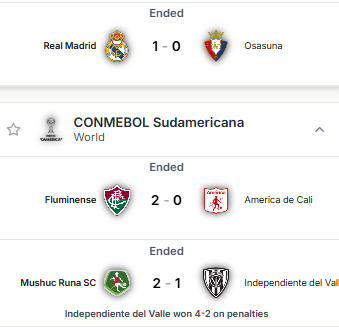 Ended
Real Madrid 1 - 0 Osasuna
CONMEBOL Sudamericana
World
Ended
Fluminense 2 - 0 America de Cali
Ended
Mushuc Runa SC 2 - 1 Independiente del Val
Independiente del Valle won 4-2 on penalties